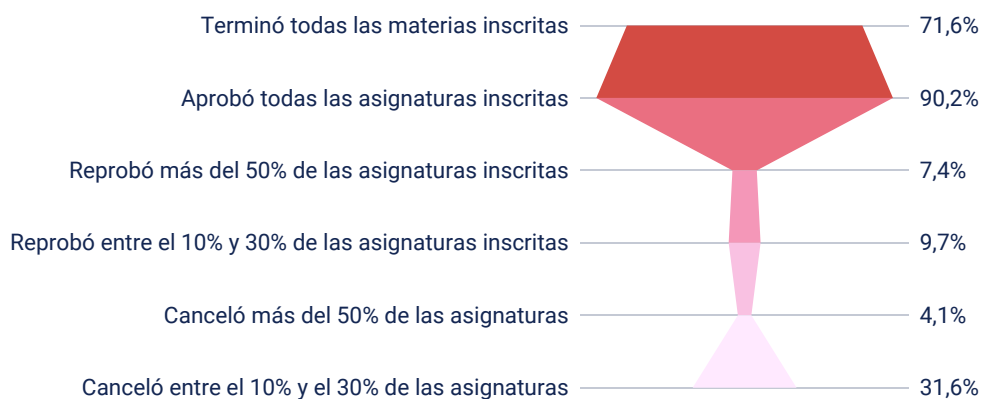 Terminó todas las materias inscritas 71,6%
Aprobó todas las asignaturas inscritas 90,2%
Reprobó más del 50% de las asignaturas inscritas 7,4%
Reprobó entre el 10% y 30% de las asignaturas inscritas 9,7%
Canceló más del 50% de las asignaturas 4,1%
Canceló entre el 10% y el 30% de las asignaturas 31,6%